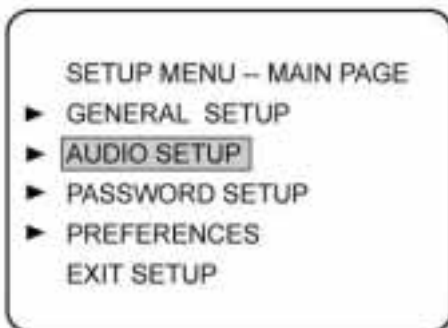 SETUP MENU – MAIN PAGE
GENERAL SETUP
AUDIO SETUP
PASSWORD SETUP
PREFERENCES
EXIT SETUP